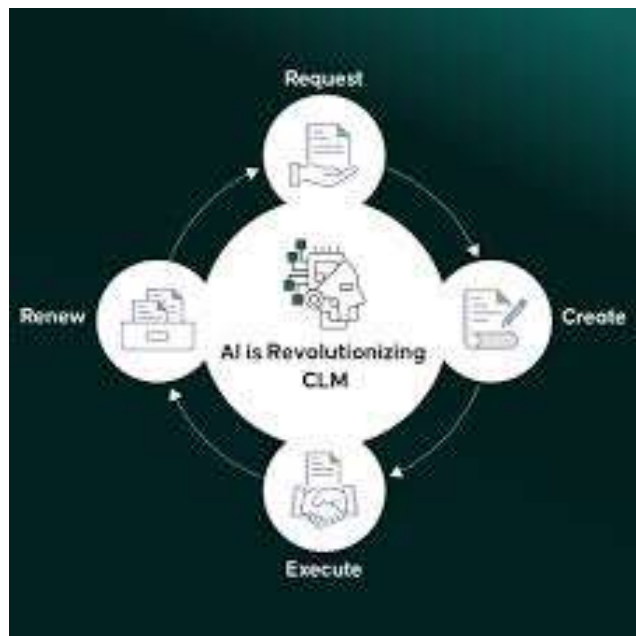 Request
Renew
Create
AI is Revolutionizing
CLM
Execute